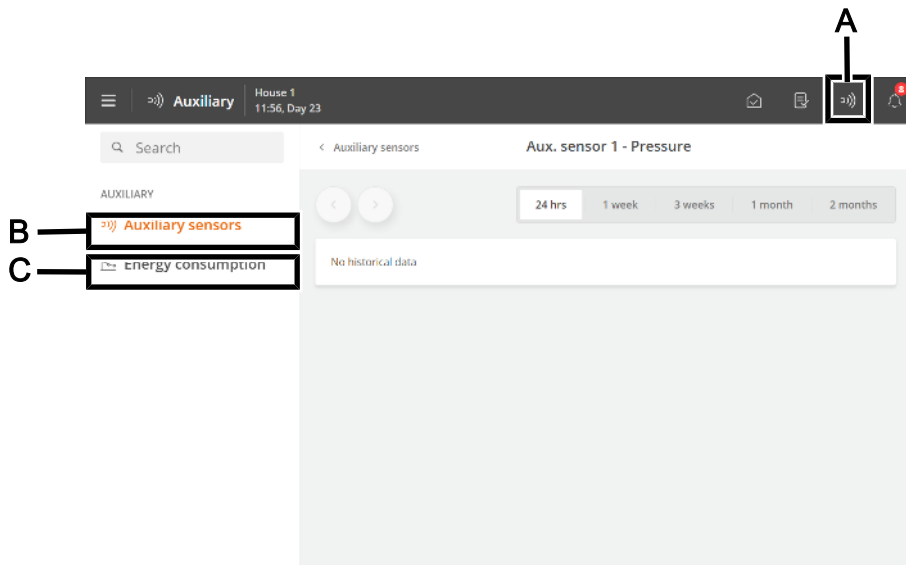 A
Auxiliary
House 1
11:56, Day 23
8
Search
Auxiliary sensors
Aux. sensor 1 - Pressure
AUXILIARY
24 hrs 1 week 3 weeks 1 month 2 months
B
Auxiliary sensors
C
Energy consumption
No historical data